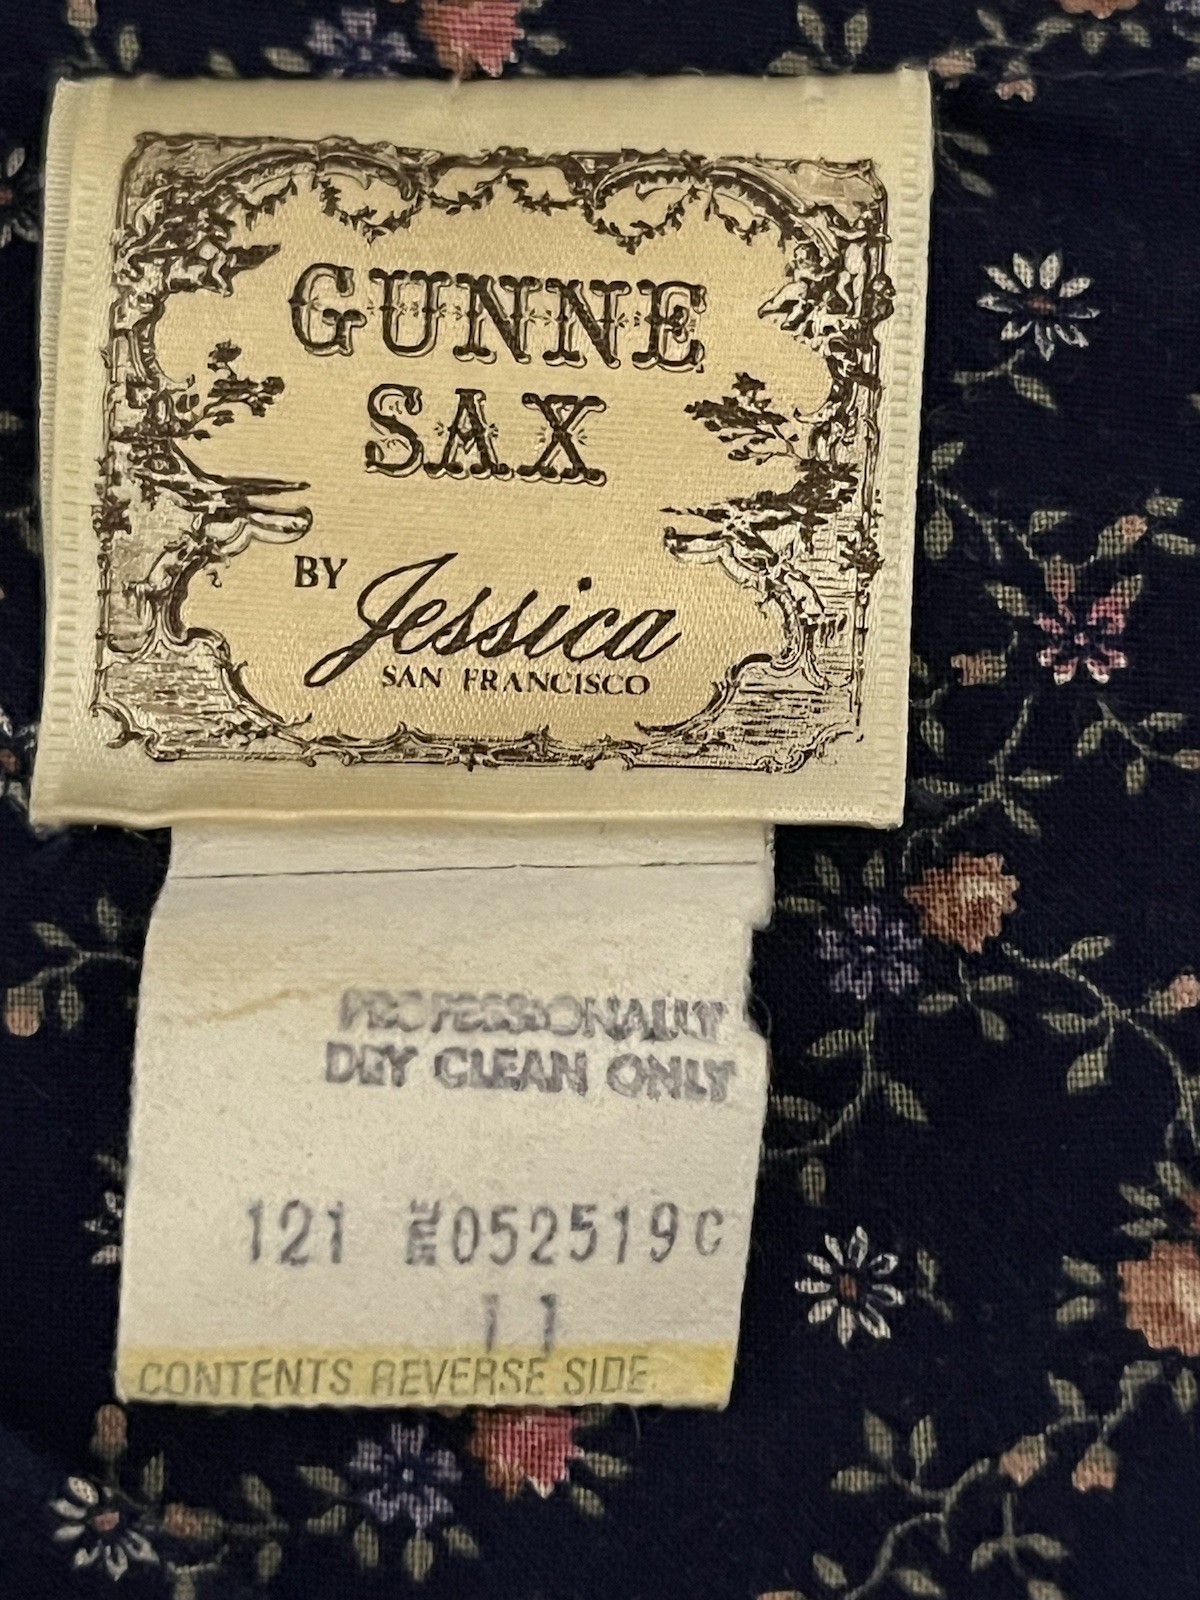 GUNNE
SAX
BY Jessica
SAN FRANCISCO
PROFESSIONALLY
DRY CLEAN ONLY
121 052519C
11
CONTENTS REVERSE SIDE